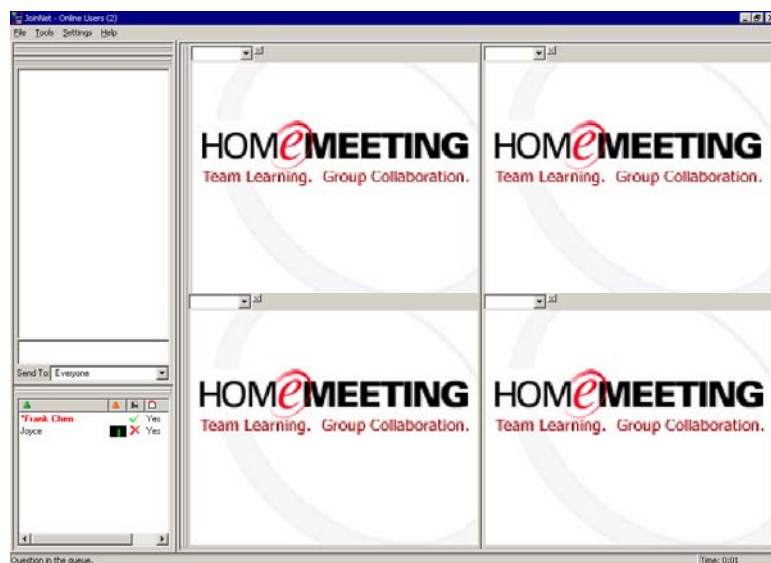 JoinNet - Online Users (2)
File Tools Settings Help
HOMeMEETING
Team Learning. Group Collaboration.
HOMeMEETING
Team Learning. Group Collaboration.
HOMeMEETING
Team Learning. Group Collaboration.
HOMeMEETING
Team Learning. Group Collaboration.
Send To: Everyone
*Frank Chen Yes
Joyce 1 Yes
Question in the queue.
Time: 0:01